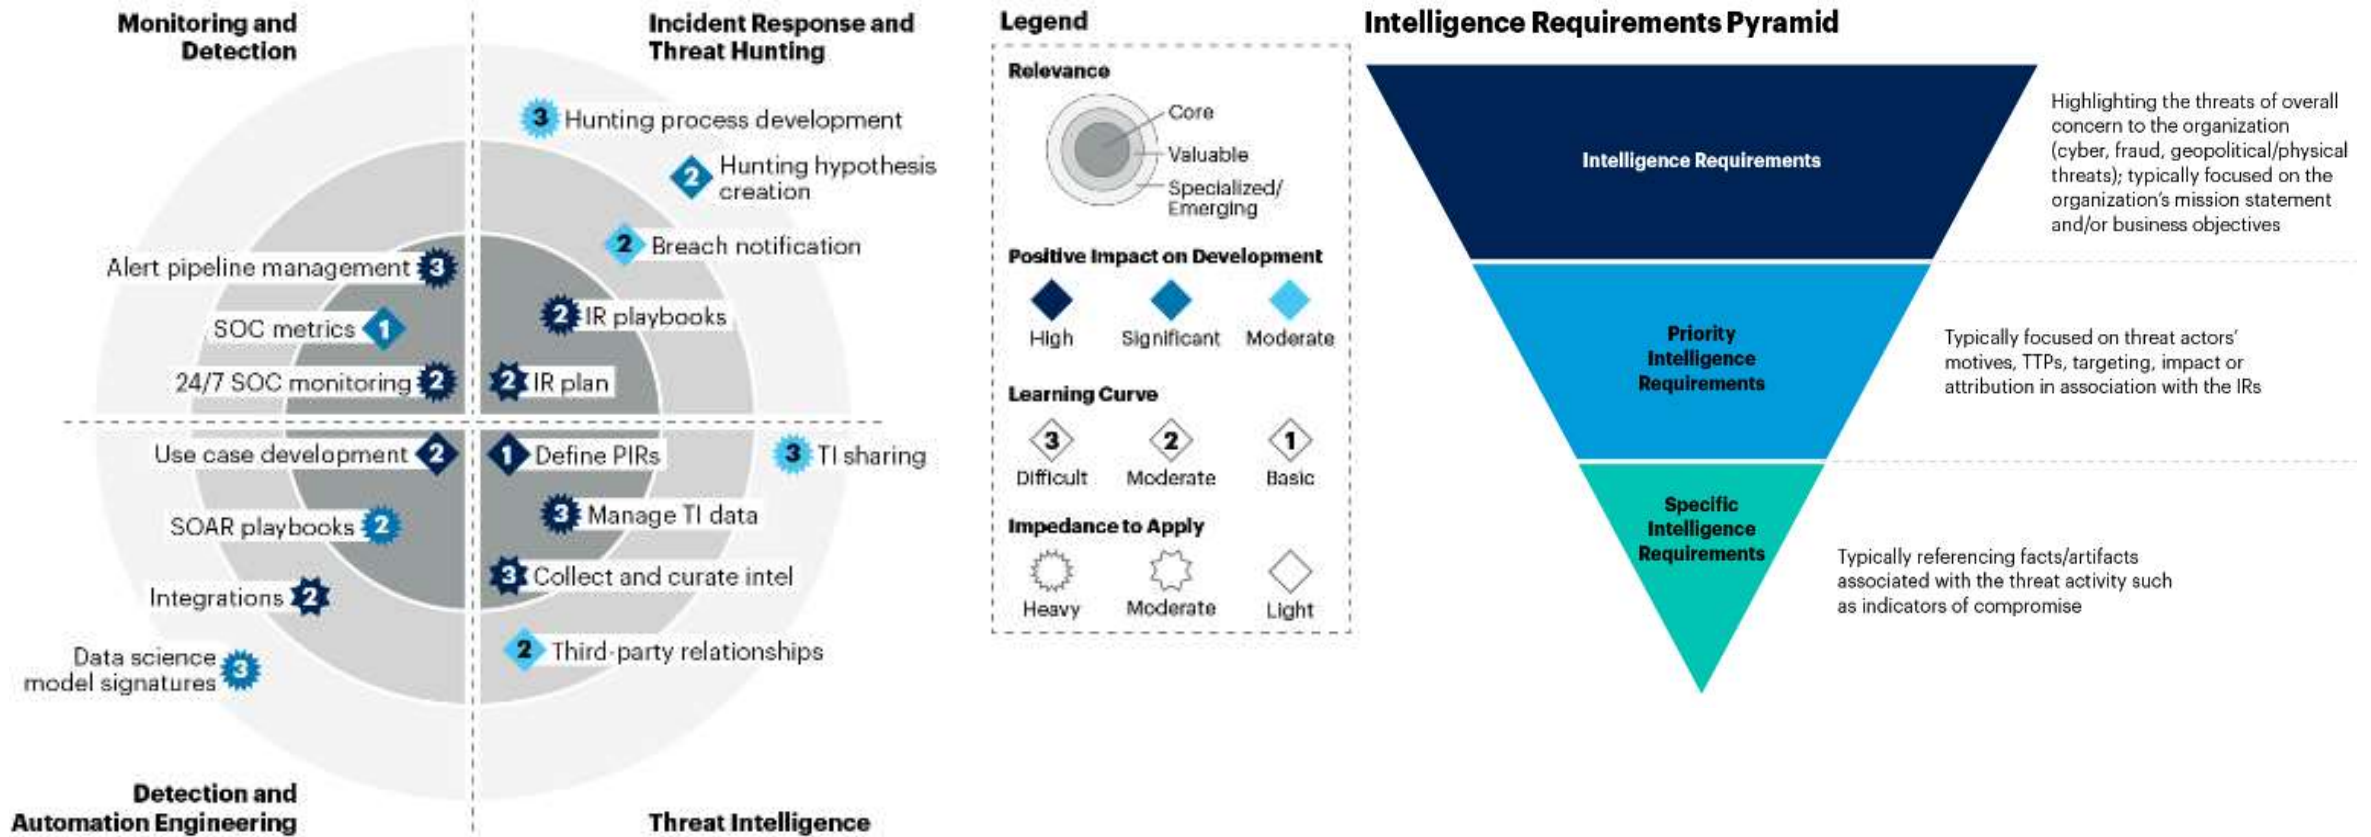 Monitoring and
Detection
Incident Response and
Threat Hunting
3 Hunting process development
2 Hunting hypothesis
creation
2 Breach notification
Alert pipeline management 3
SOC metrics 1
24/7 SOC monitoring 2
2 IR playbooks
2 IR plan
Use case development 2
SOAR playbooks 2
Integrations 2
Data science
model signatures 3
1 Define PIRs
3 TI sharing
3 Manage TI data
3 Collect and curate intel
2 Third-party relationships
Detection and
Automation Engineering
Threat Intelligence
Legend
Relevance
Core
Valuable
Specialized/
Emerging
Positive Impact on Development
High Significant Moderate
Learning Curve
3 2 1
Difficult Moderate Basic
Impedance to Apply
Heavy Moderate Light
Intelligence Requirements Pyramid
Intelligence Requirements
Highlighting the threats of overall
concern to the organization
(cyber, fraud, geopolitical/physical
threats); typically focused on the
organization's mission statement
and/or business objectives
Priority
Intelligence
Requirements
Typically focused on threat actors'
motives, TTPs, targeting, impact or
attribution in association with the IRs
Specific
Intelligence
Requirements
Typically referencing facts/artifacts
associated with the threat activity such
as indicators of compromise